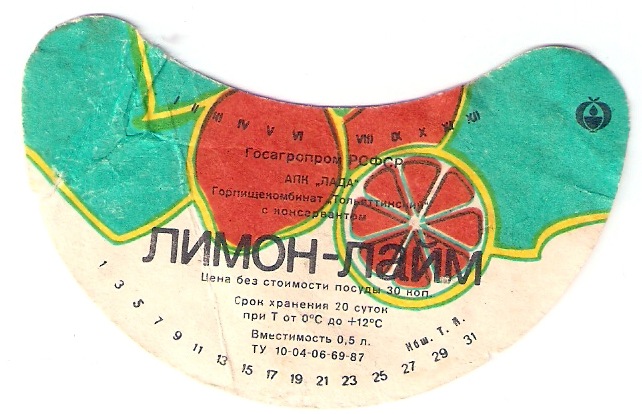 I II III IV V VI VIII IX X XI XII
Госагропром РСФСР
АПК „ЛАДА"
Горпищекомбинат „Тольяттинский"
с консервантом
ЛИМОН-ЛАЙМ
Цена без стоимости посуды 30 коп.
Срок хранения 20 суток
при Т от 0°С до +12°С
Вместимость 0,5 л.
ТУ 10-04-06-69-87
1 3 5 7 9 11 13 15 17 19 21 23 25 27 29 31